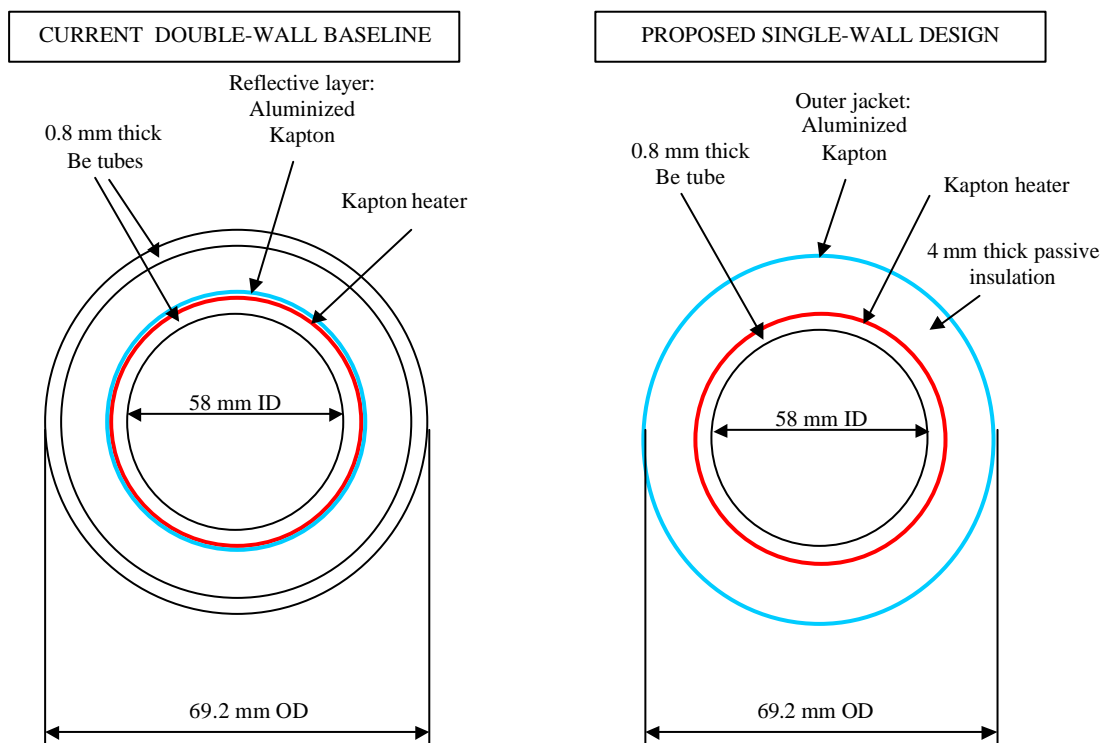 CURRENT DOUBLE-WALL BASELINE
Reflective layer:
Aluminized
Kapton
0.8 mm thick
Be tubes
Kapton heater
58 mm ID
69.2 mm OD
PROPOSED SINGLE-WALL DESIGN
Outer jacket:
Aluminized
Kapton
0.8 mm thick
Be tube
Kapton heater
4 mm thick passive
insulation
58 mm ID
69.2 mm OD